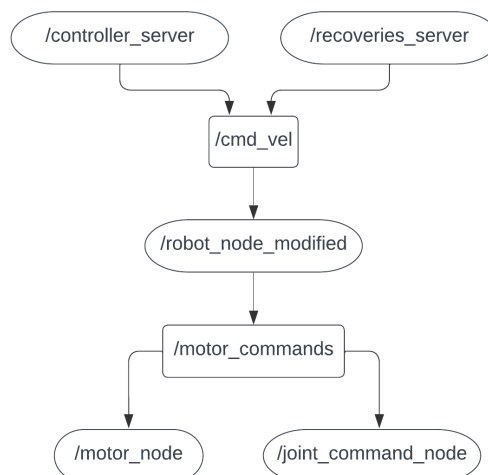 /controller_server
/recoveries_server
/cmd_vel
/robot_node_modified
/motor_commands
/motor_node
/joint_command_node